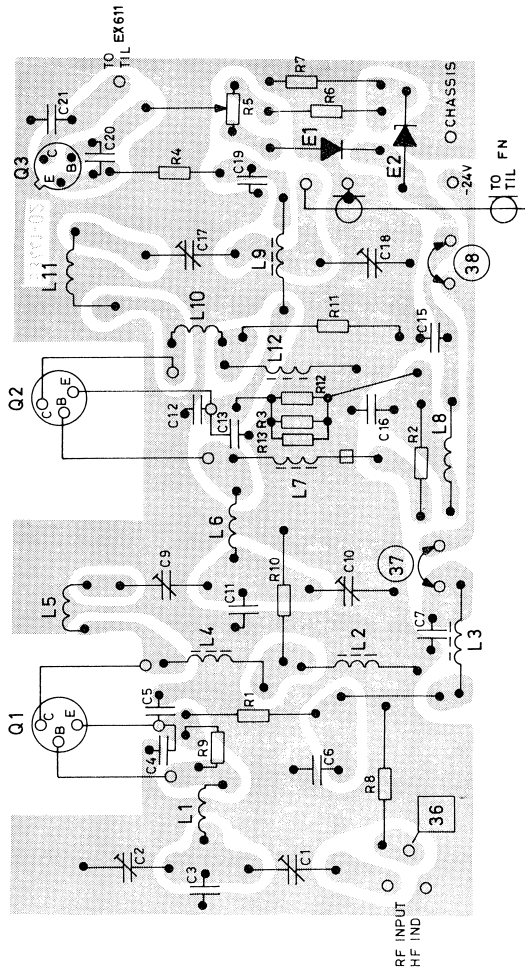 Q1
Q2
Q3
C
B
E
C
B
E
C
B
E
L5
L11
C21
TO
TIL EX611
C20
C2
C4
C5
C9
C12
C17
R4
L1
R9
L4
L6
C13
L10
C3
R1
C11
R13
R3
R12
L12
L9
C19
R5
R10
L7
R11
E1
R6
R7
C1
C6
L2
C10
C16
C18
E2
R8
R2
C15
36
C7
37
L8
38
-24V
CHASSIS
L3
RF INPUT
HF IND
TO
TIL FN